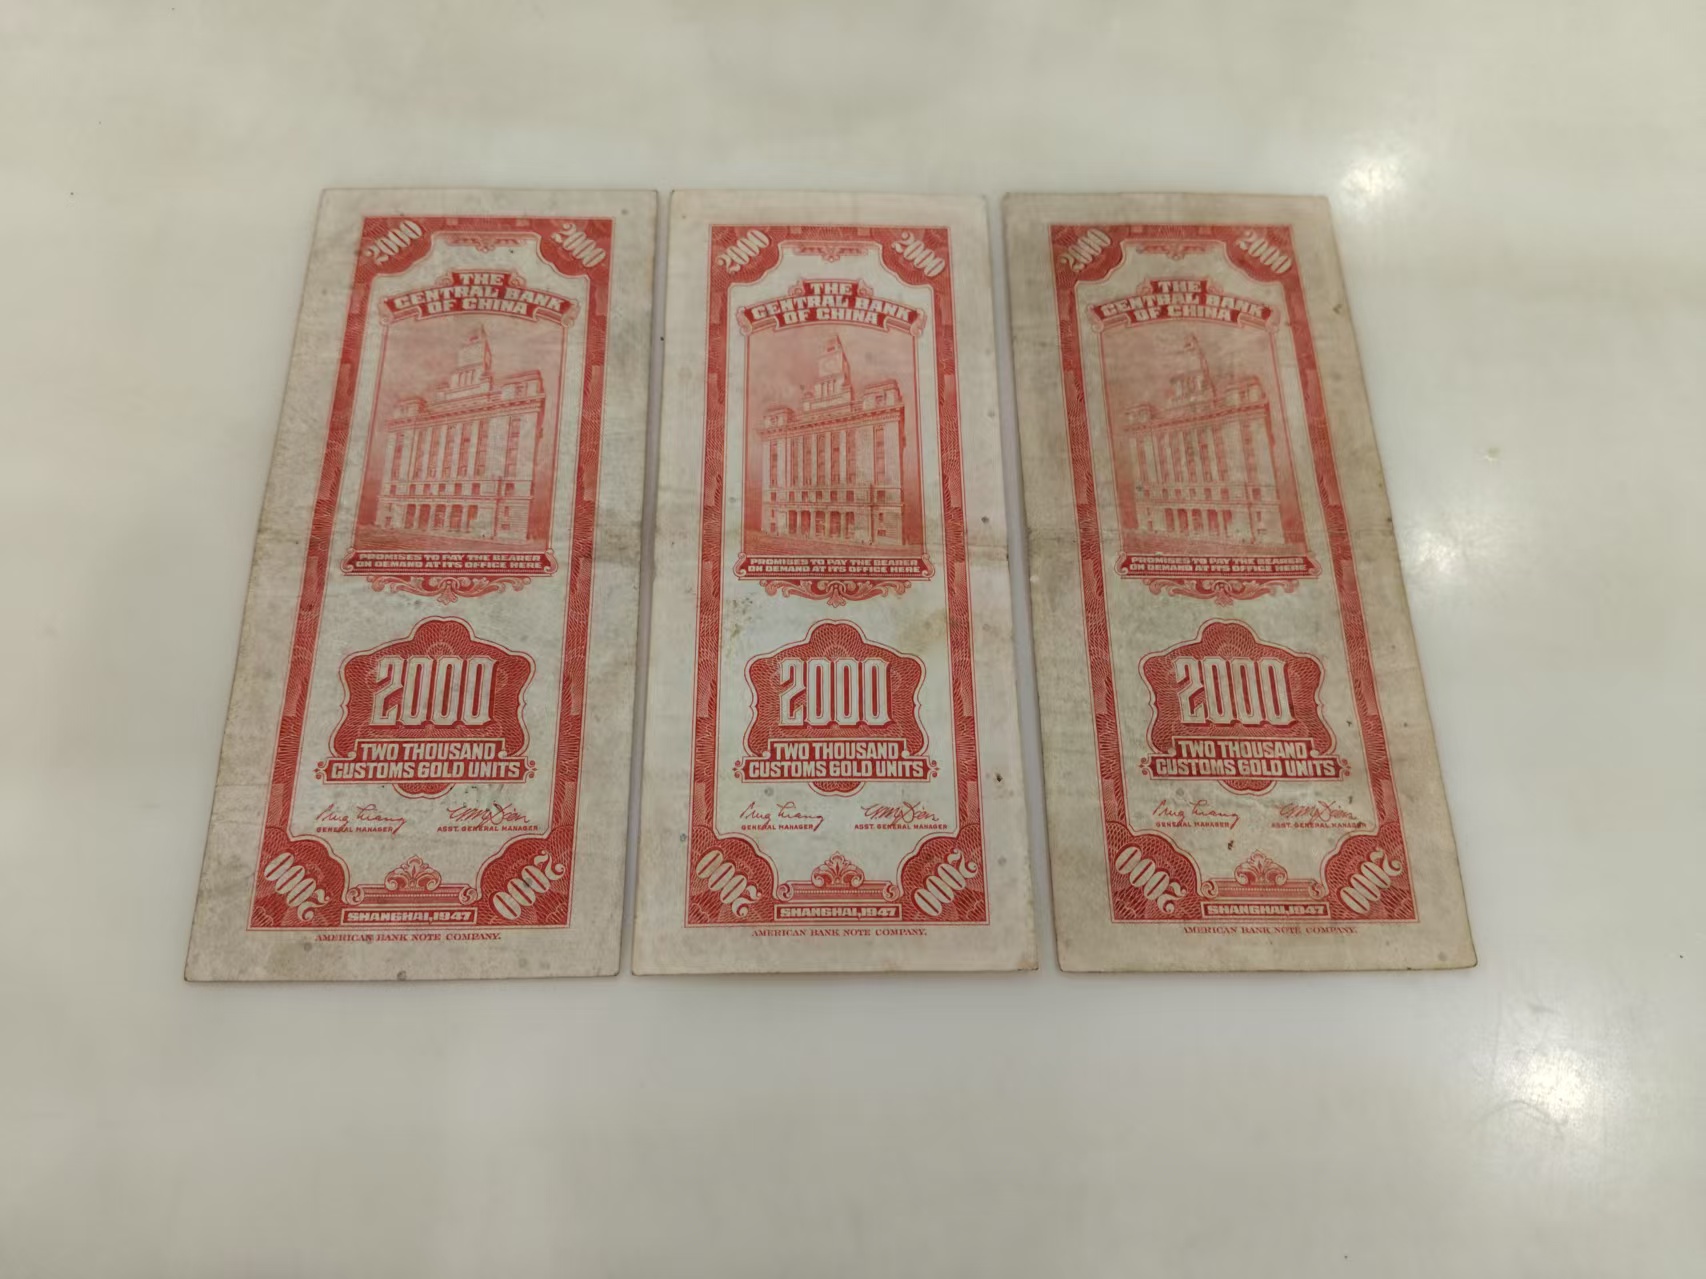 2000 2000
THE
CENTRAL BANK
OF CHINA
PROMISES TO PAY THE BEARER
ON DEMAND AT ITS OFFICE HERE
2000
TWO THOUSAND
CUSTOMS GOLD UNITS
GENERAL MANAGER ASST. GENERAL MANAGER
2000 2000
SHANGHAI, 1947
AMERICAN BANK NOTE COMPANY.
2000 2000
THE
CENTRAL BANK
OF CHINA
PROMISES TO PAY THE BEARER
ON DEMAND AT ITS OFFICE HERE
2000
TWO THOUSAND
CUSTOMS GOLD UNITS
GENERAL MANAGER ASST. GENERAL MANAGER
2000 2000
SHANGHAI, 1947
AMERICAN BANK NOTE COMPANY.
2000 2000
THE
CENTRAL BANK
OF CHINA
PROMISES TO PAY THE BEARER
ON DEMAND AT ITS OFFICE HERE
2000
TWO THOUSAND
CUSTOMS GOLD UNITS
GENERAL MANAGER ASST. GENERAL MANAGER
2000 2000
SHANGHAI, 1947
AMERICAN BANK NOTE COMPANY.